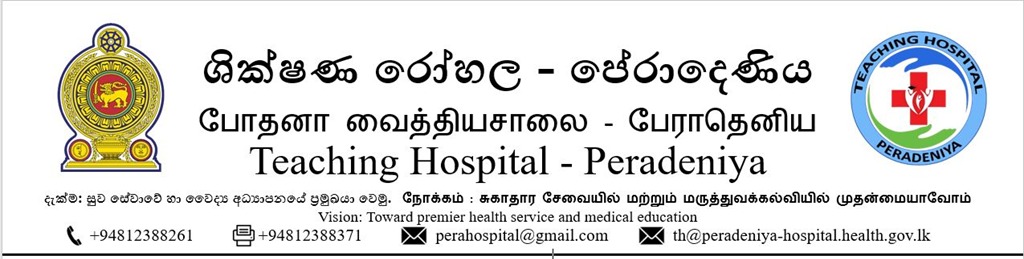 ශික්ෂණ රෝහල - පේරාදෙණිය
போதனா வைத்தியசாலை - பேராதெனிய
Teaching Hospital - Peradeniya
TEACHING HOSPITAL
PERADENIYA
දැක්ම: සුව සේවාවේ හා වෛද්‍ය අධ්‍යාපනයේ ප්‍රමුඛයා වෙමු. நோக்கம் : சுகாதார சேவையில் மற்றும் மருத்துவக்கல்வியில் முதன்மையாவோம்
Vision: Toward premier health service and medical education
+94812388261 +94812388371 perahospital@gmail.com th@peradeniya-hospital.health.gov.lk